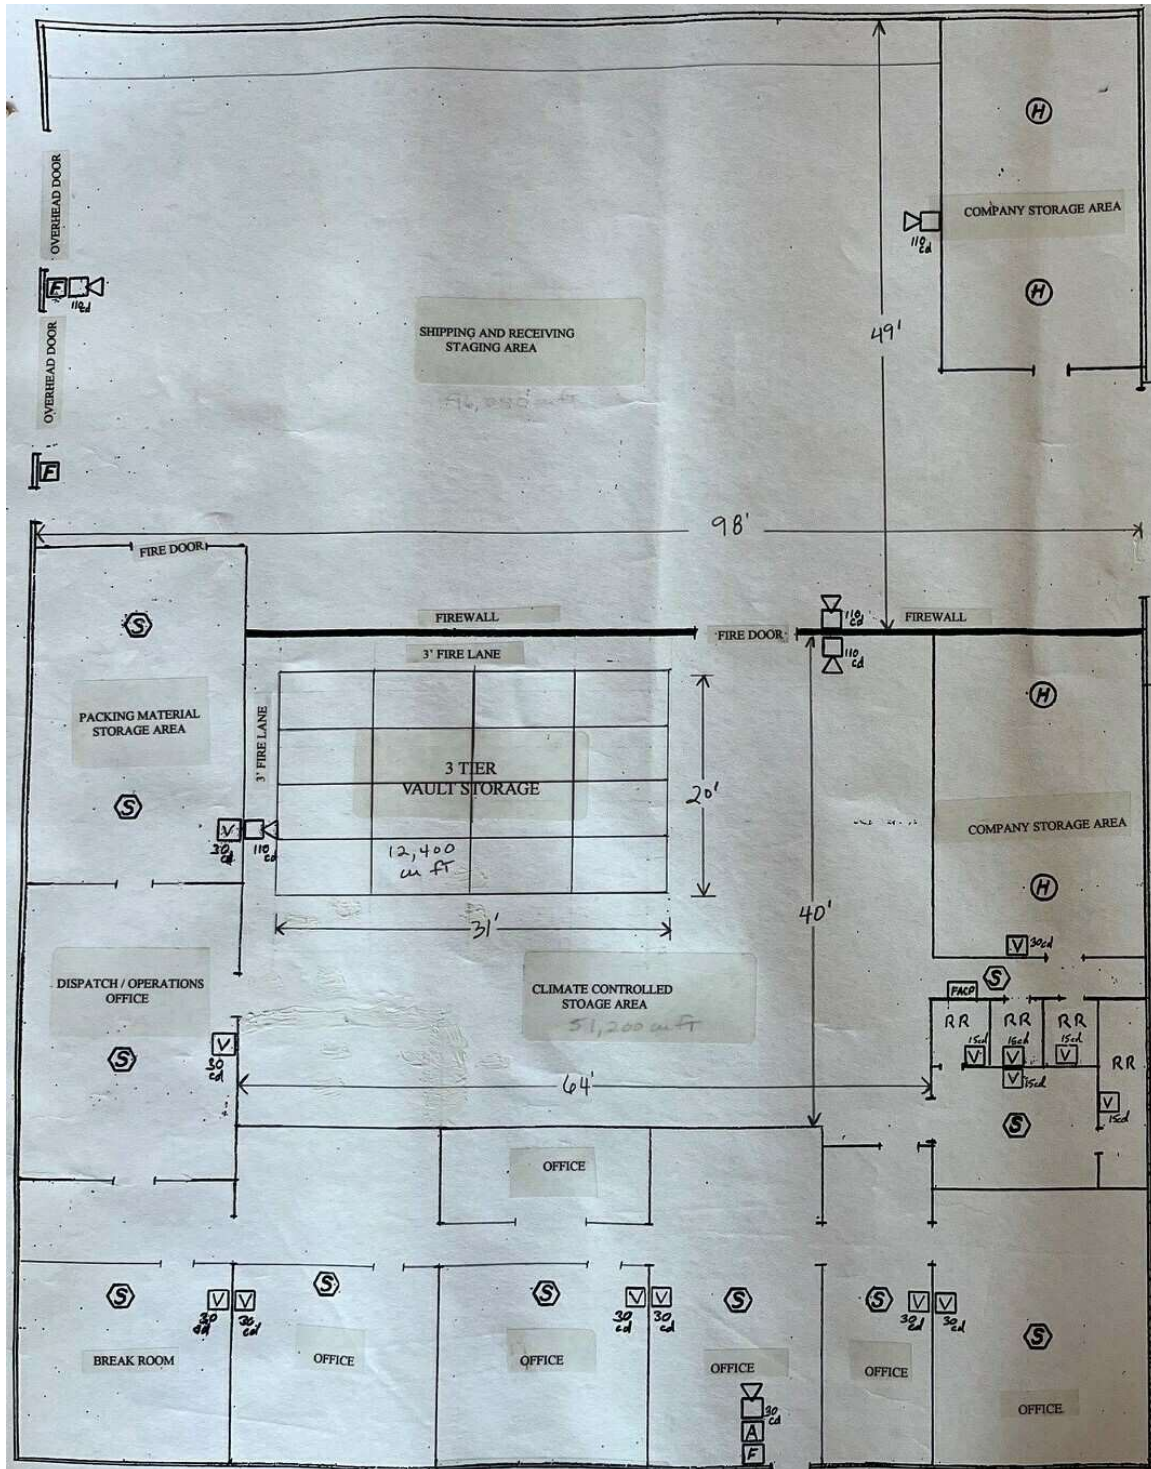 H
OVERHEAD DOOR
COMPANY STORAGE AREA
110
cd
F
110
cd
H
SHIPPING AND RECEIVING
STAGING AREA
49'
OVERHEAD DOOR
F
98'
FIRE DOOR
FIREWALL
110
cd
FIREWALL
S
FIRE DOOR
3' FIRE LANE
110
cd
H
PACKING MATERIAL
STORAGE AREA
3' FIRE LANE
3 TIER
VAULT STORAGE
20'
S
V
30
cd
110
cd
COMPANY STORAGE AREA
12,400
cu ft
H
31'
40'
V
30cd
DISPATCH / OPERATIONS
OFFICE
CLIMATE CONTROLLED
STOAGE AREA
51,200 cu ft
S
FACP
RR
RR
RR
S
V
30
cd
15cd
V
15cd
V
15cd
V
V
15cd
RR
64'
V
15cd
S
OFFICE
S
V
30
cd
V
30
cd
S
S
V
30
cd
V
30
cd
S
S
V
30
cd
V
30
cd
S
BREAK ROOM
OFFICE
OFFICE
OFFICE
OFFICE
OFFICE
30
cd
A
F